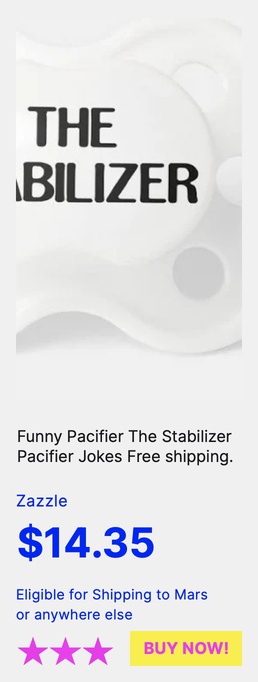 THE
ABILIZER
Funny Pacifier The Stabilizer
Pacifier Jokes Free shipping.
Zazzle
$14.35
Eligible for Shipping to Mars
or anywhere else
BUY NOW!